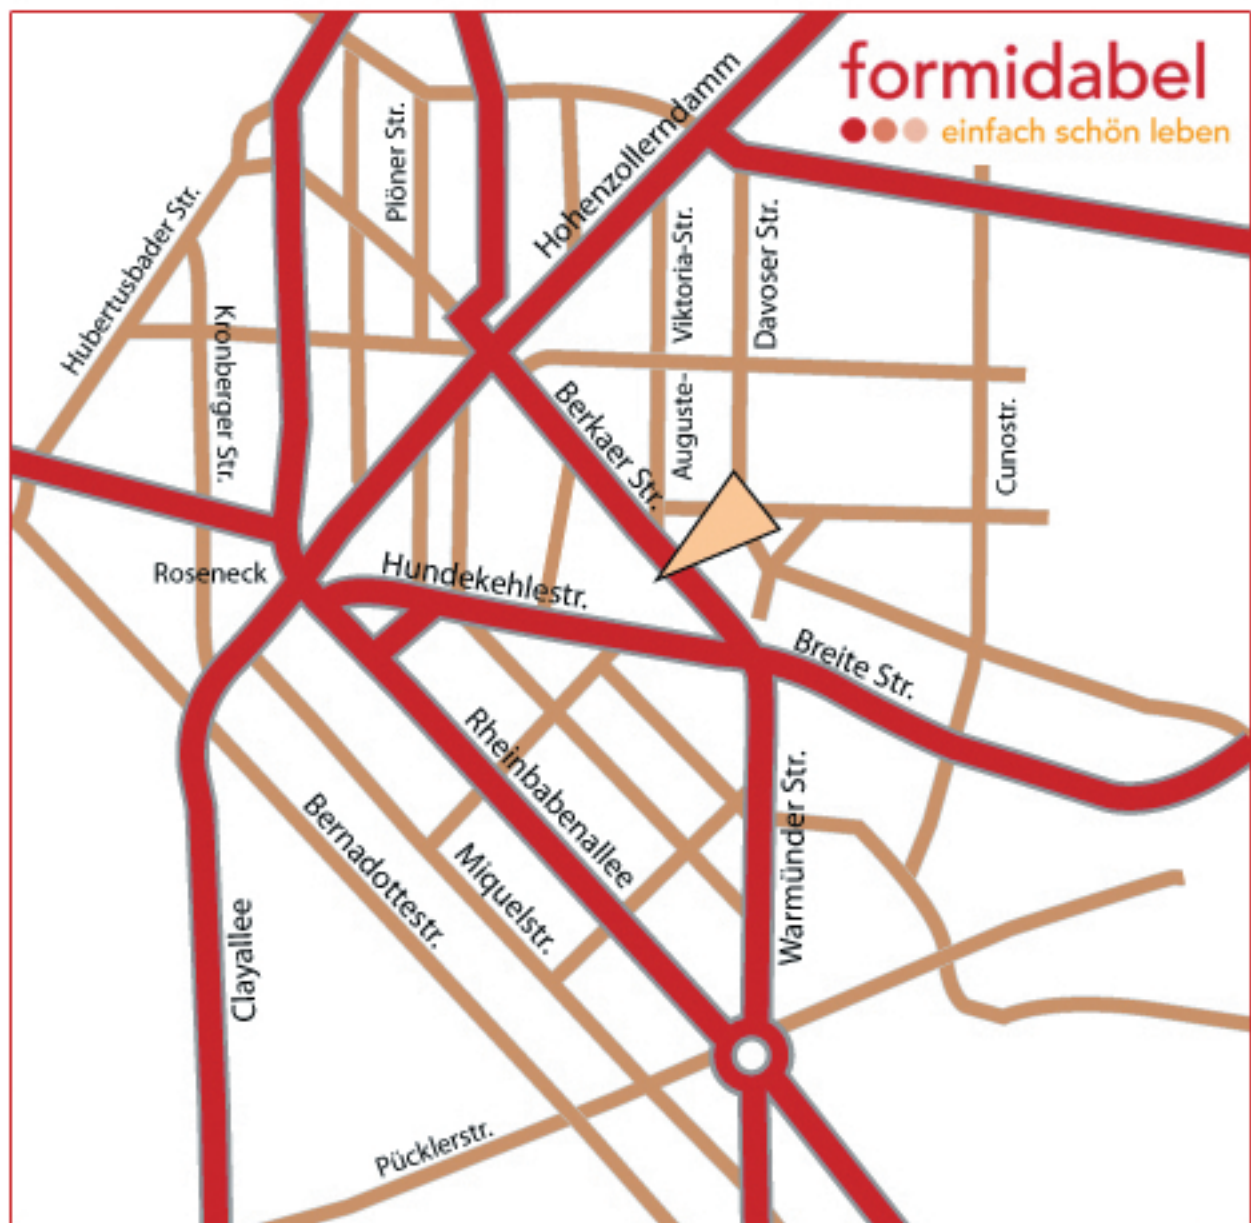 formidabel
einfach schön leben
Hohenzollerndamm
Plöner Str.
Hubertusbader Str.
Kronberger Str.
Viktoria-Str.
Auguste-
Davoser Str.
Cunostr.
Berkaer Str.
Roseneck
Hundekehlestr.
Breite Str.
Rheinbabenallee
Warmünder Str.
Bernadottestr.
Miquelstr.
Clayallee
Pücklerstr.